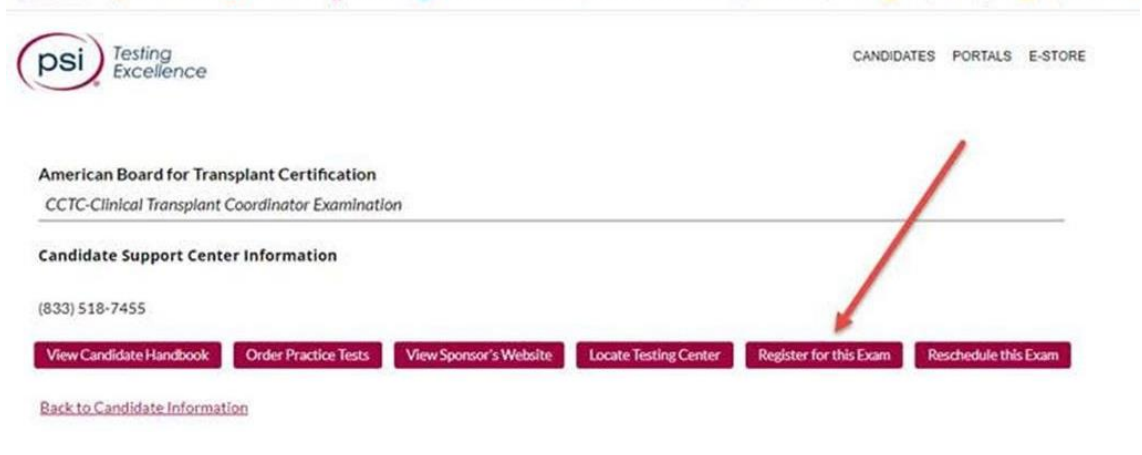 psi Testing
Excellence
CANDIDATES PORTALS E-STORE
American Board for Transplant Certification
CCTC-Clinical Transplant Coordinator Examination
Candidate Support Center Information
(833) 518-7455
View Candidate Handbook Order Practice Tests View Sponsor's Website Locate Testing Center Register for this Exam Reschedule this Exam
Back to Candidate Information